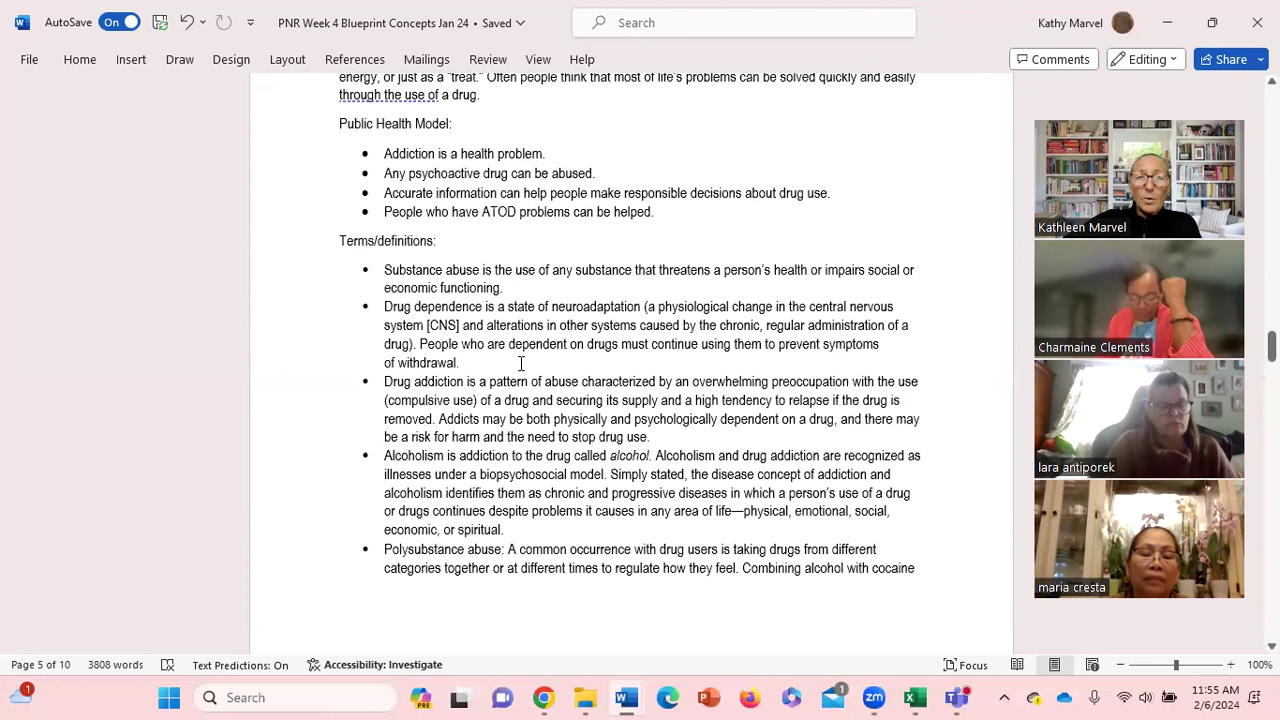 AutoSave On PNR Week 4 Blueprint Concepts Jan 24 • Saved Search Kathy Marvel
File Home Insert Draw Design Layout References Mailings Review View Help Comments Editing Share
energy, or just as a “treat.” Often people think that most of life’s problems can be solved quickly and easily
through the use of a drug.
Public Health Model:
• Addiction is a health problem.
• Any psychoactive drug can be abused.
• Accurate information can help people make responsible decisions about drug use.
• People who have ATOD problems can be helped.
Terms/definitions:
• Substance abuse is the use of any substance that threatens a person’s health or impairs social or
economic functioning.
• Drug dependence is a state of neuroadaptation (a physiological change in the central nervous
system [CNS] and alterations in other systems caused by the chronic, regular administration of a
drug). People who are dependent on drugs must continue using them to prevent symptoms
of withdrawal.
• Drug addiction is a pattern of abuse characterized by an overwhelming preoccupation with the use
(compulsive use) of a drug and securing its supply and a high tendency to relapse if the drug is
removed. Addicts may be both physically and psychologically dependent on a drug, and there may
be a risk for harm and the need to stop drug use.
• Alcoholism is addiction to the drug called alcohol. Alcoholism and drug addiction are recognized as
illnesses under a biopsychosocial model. Simply stated, the disease concept of addiction and
alcoholism identifies them as chronic and progressive diseases in which a person’s use of a drug
or drugs continues despite problems it causes in any area of life—physical, emotional, social,
economic, or spiritual.
• Polysubstance abuse: A common occurrence with drug users is taking drugs from different
categories together or at different times to regulate how they feel. Combining alcohol with cocaine
Kathleen Marvel
Charmaine Clements
lara antiporek
maria cresta
Page 5 of 10 3808 words Text Predictions: On Accessibility: Investigate Focus 100%
1 Search PRE 1 zm 11:55 AM
2/6/2024